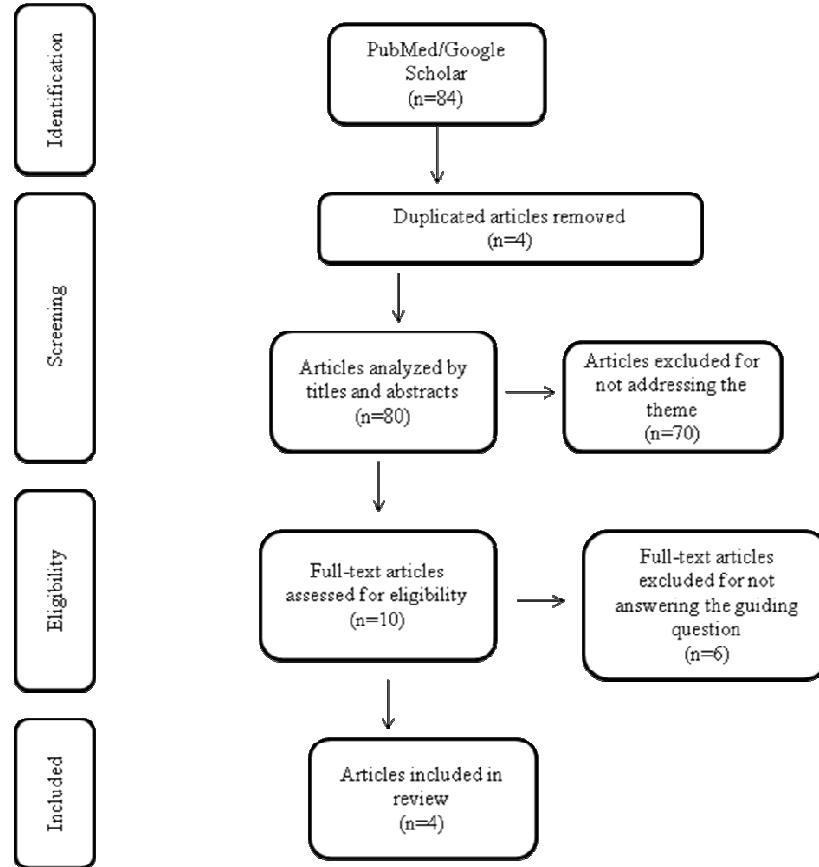 Identification
PubMed/Google
Scholar
(n=84)
Screening
Duplicated articles removed
(n=4)
Articles analyzed by
titles and abstracts
(n=80)
Articles excluded for
not addressing the
theme
(n=70)
Eligibility
Full-text articles
assessed for eligibility
(n=10)
Full-text articles
excluded for not
answering the guiding
question
(n=6)
Included
Articles included in
review
(n=4)